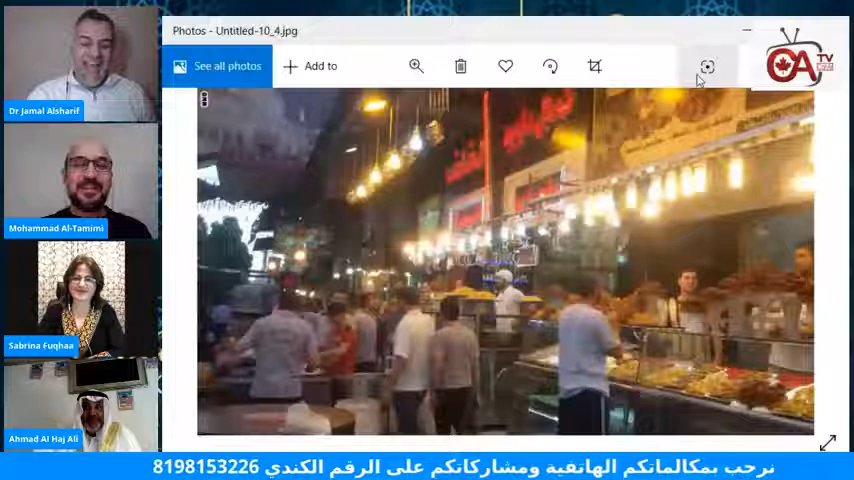 Photos - Untitled-10_4.jpg
See all photos
Add to
CA TV
Dr Jamal Alsharif
Mohammad Al-Tamimi
Sabrina Fuqhaa
Ahmad Al Haj Ali
نرحب بمكالماتكم الهاتفية ومشاركاتكم على الرقم الكندي 8198153226